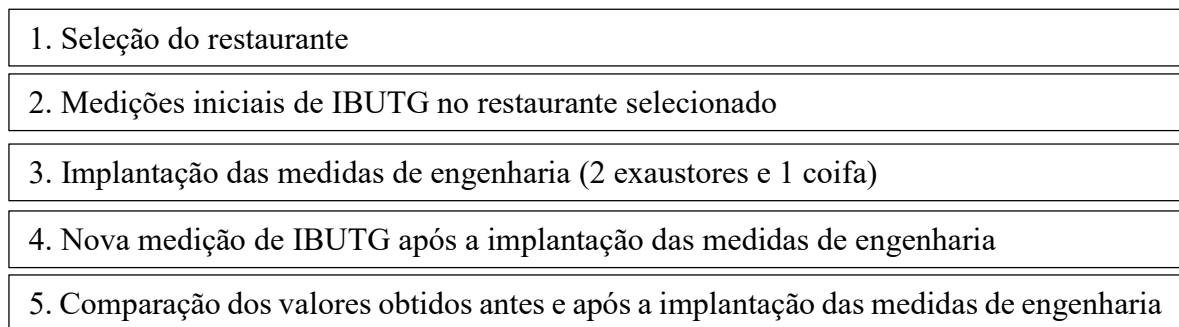 1. Seleção do restaurante
2. Medições iniciais de IBUTG no restaurante selecionado
3. Implantação das medidas de engenharia (2 exaustores e 1 coifa)
4. Nova medição de IBUTG após a implantação das medidas de engenharia
5. Comparação dos valores obtidos antes e após a implantação das medidas de engenharia